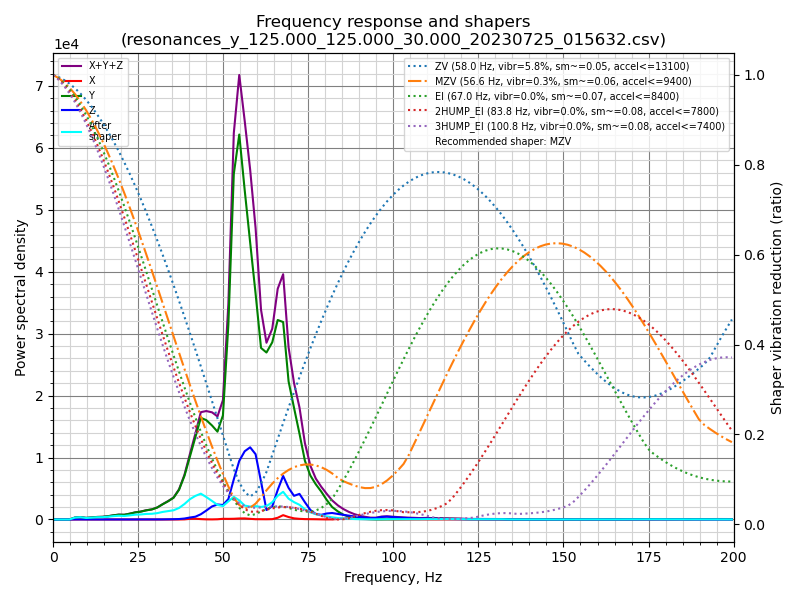 Frequency response and shapers
(resonances_y_125.000_125.000_30.000_20230725_015632.csv)
1e4
X+Y+Z
X
Y
Z
After
shaper
ZV (58.0 Hz, vibr=5.8%, sm~=0.05, accel<=13100)
MZV (56.6 Hz, vibr=0.3%, sm~=0.06, accel<=9400)
EI (67.0 Hz, vibr=0.0%, sm~=0.07, accel<=8400)
2HUMP_EI (83.8 Hz, vibr=0.0%, sm~=0.08, accel<=7800)
3HUMP_EI (100.8 Hz, vibr=0.0%, sm~=0.08, accel<=7400)
Recommended shaper: MZV
7
6
5
4
3
2
1
0
Power spectral density
1.0
0.8
0.6
0.4
0.2
0.0
Shaper vibration reduction (ratio)
0 25 50 75 100 125 150 175 200
Frequency, Hz